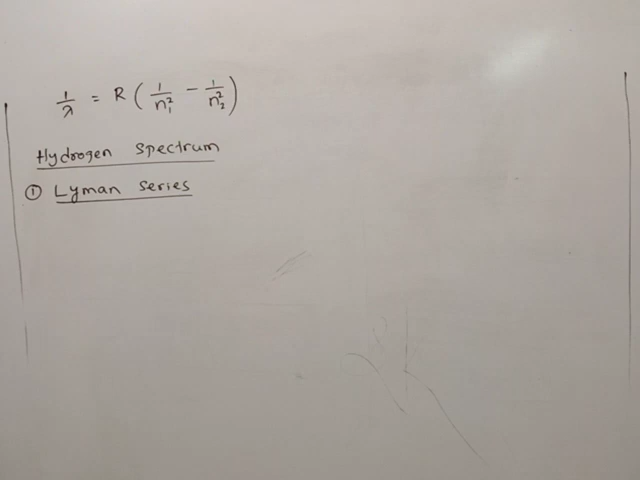 1/λ = R (1/n₁² − 1/n₂²)
Hydrogen Spectrum
① Lyman Series